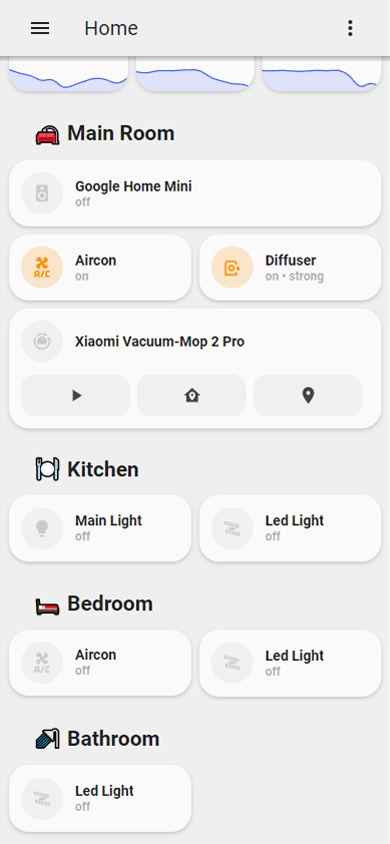 Home
Main Room
Google Home Mini
off
Aircon
on
A/C
Diffuser
on • strong
Xiaomi Vacuum-Mop 2 Pro
Kitchen
Main Light
off
Led Light
off
Bedroom
Aircon
off
A/C
Led Light
off
Bathroom
Led Light
off